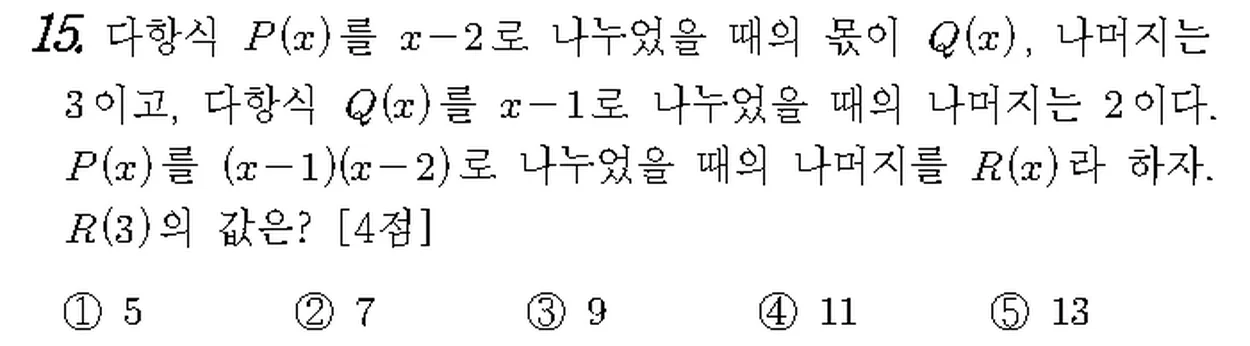 15. 다항식 P(x)를 x-2로 나누었을 때의 몫이 Q(x), 나머지는
3이고, 다항식 Q(x)를 x-1로 나누었을 때의 나머지는 2이다.
P(x)를 (x-1)(x-2)로 나누었을 때의 나머지를 R(x)라 하자.
R(3)의 값은? [4점]
① 5 ② 7 ③ 9 ④ 11 ⑤ 13